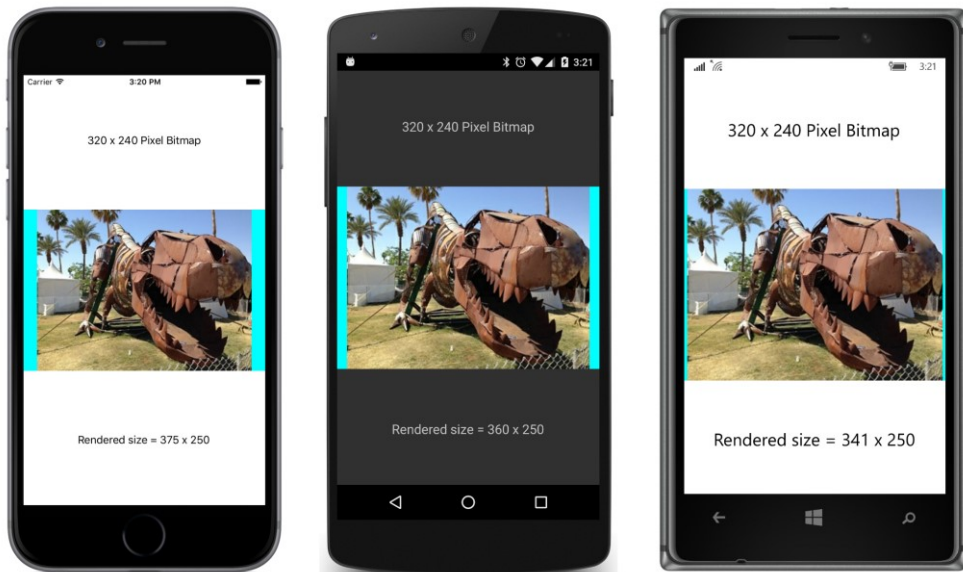 Carrier 3:20 PM
320 x 240 Pixel Bitmap
Rendered size = 375 x 250
3:21
320 x 240 Pixel Bitmap
Rendered size = 360 x 250
3:21
320 x 240 Pixel Bitmap
Rendered size = 341 x 250